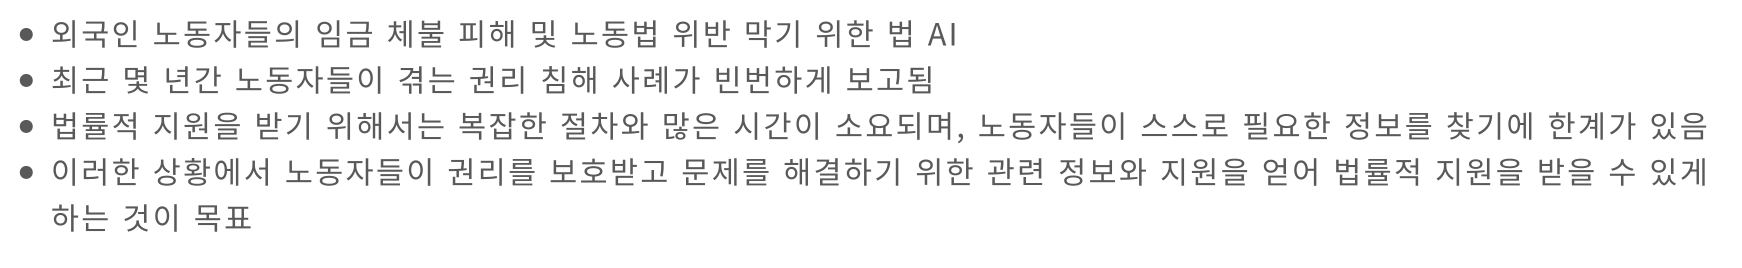 ● 외국인 노동자들의 임금 체불 피해 및 노동법 위반 막기 위한 법 AI
● 최근 몇 년간 노동자들이 겪는 권리 침해 사례가 빈번하게 보고됨
● 법률적 지원을 받기 위해서는 복잡한 절차와 많은 시간이 소요되며, 노동자들이 스스로 필요한 정보를 찾기에 한계가 있음
● 이러한 상황에서 노동자들이 권리를 보호받고 문제를 해결하기 위한 관련 정보와 지원을 얻어 법률적 지원을 받을 수 있게
하는 것이 목표